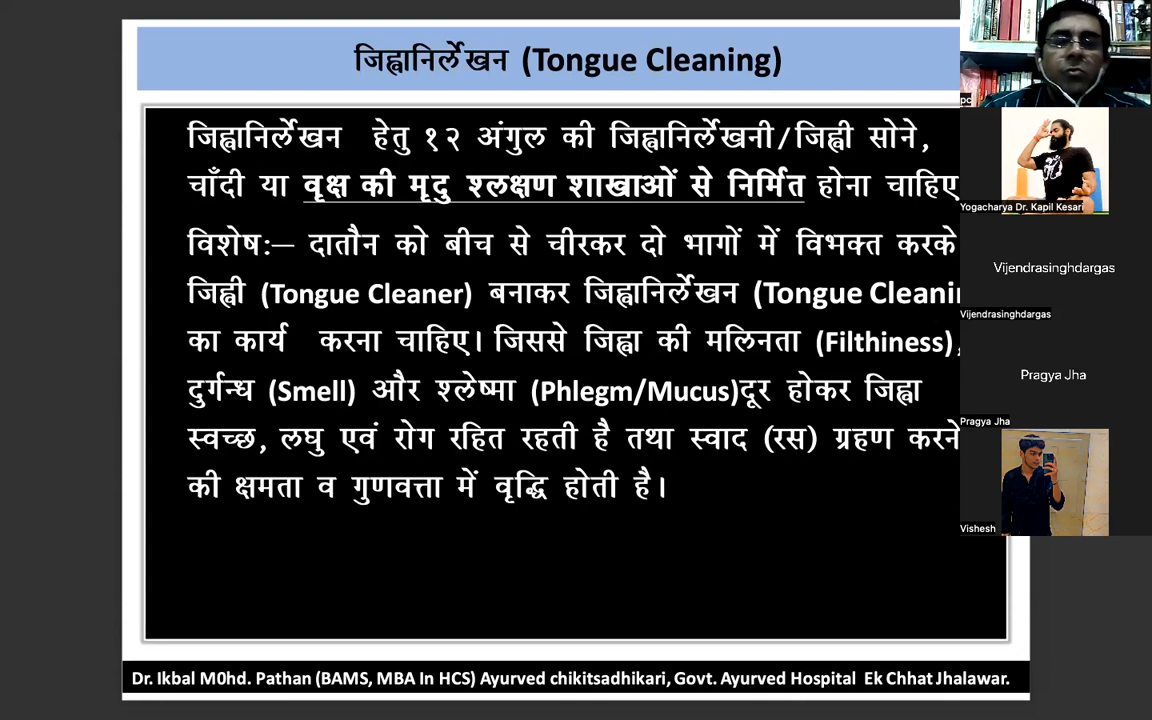 जिह्वानिर्लेखन (Tongue Cleaning)
जिह्वानिर्लेखन हेतु १२ अंगुल की जिह्वानिर्लेखनी/जिह्वी सोने,
चाँदी या वृक्ष की मृदु श्लक्षण शाखाओं से निर्मित होना चाहिए
विशेषः– दातौन को बीच से चीरकर दो भागों में विभक्त करके
जिह्वी (Tongue Cleaner) बनाकर जिह्वानिर्लेखन (Tongue
का कार्य करना चाहिए। जिससे जिह्वा की मलिनता (Filthiness),
दुर्गन्ध (Smell) और श्लेष्मा (Phlegm/Mucus)दूर होकर जिह्वा
स्वच्छ, लघु एवं रोग रहित रहती है तथा स्वाद (रस) ग्रहण करने
की क्षमता व गुणवत्ता में वृद्धि होती है।
Dr. Ikbal M0hd. Pathan (BAMS, MBA In HCS) Ayurved chikitsadhikari, Govt. Ayurved Hospital Ek Chhat Jhalawar.
pc
Yogacharya Dr. Kapil Kesari
Vijendrasinghdargas
Vijendrasinghdargas
Pragya Jha
Pragya Jha
Vishesh